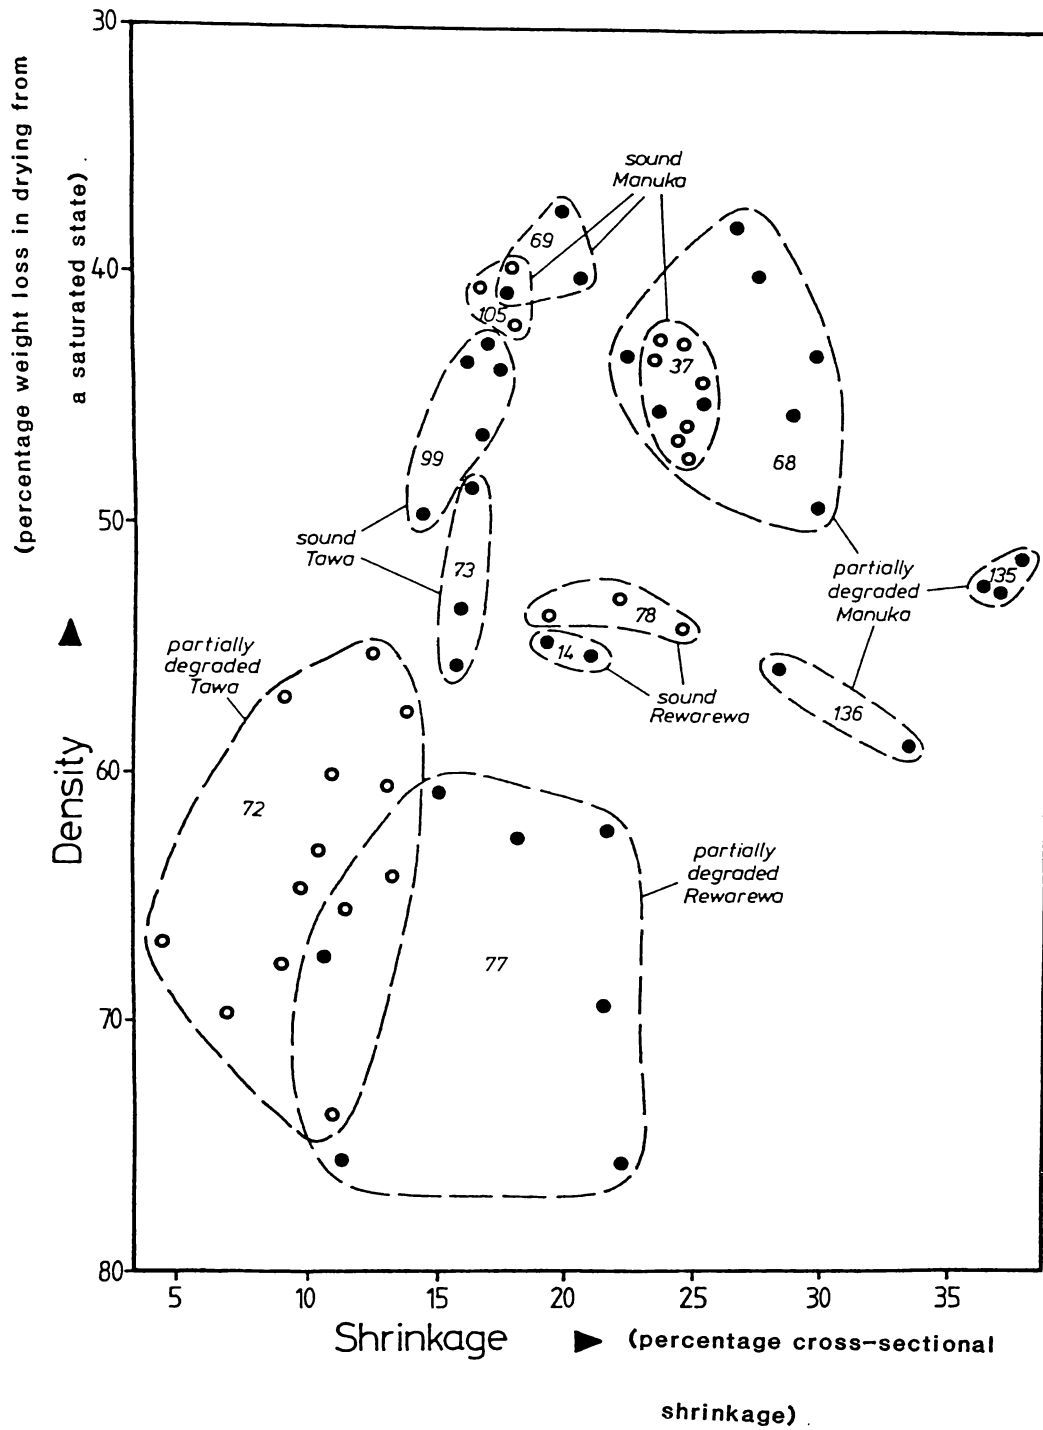 (percentage weight loss in drying from
a saturated state).
Density
30
40
50
60
70
80
sound
Manuka
69
105
37
68
99
sound
Tawa
73
partially
degraded
Manuka
135
78
14
sound
Rewarewa
136
partially
degraded
Tawa
72
partially
degraded
Rewarewa
77
5
10
15
20
25
30
35
Shrinkage
(percentage cross-sectional
shrinkage).